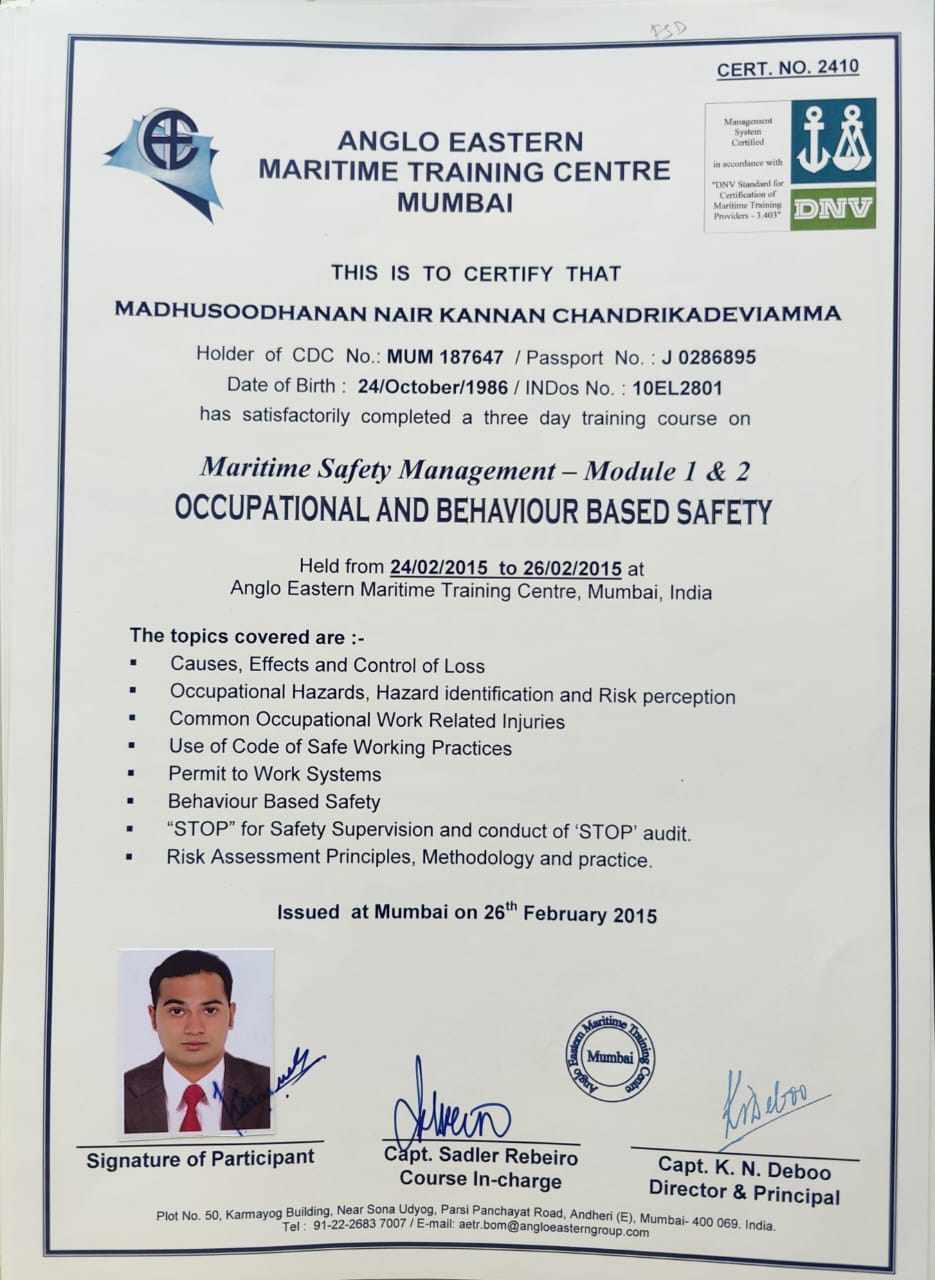 FSD
CERT. NO. 2410
ANGLO EASTERN
MARITIME TRAINING CENTRE
MUMBAI
Management
System
Certified
in accordance with
"DNV Standard for
Certification of
Maritime Training
Providers - 3.403"
DNV
THIS IS TO CERTIFY THAT
MADHUSOODHANAN NAIR KANNAN CHANDRIKADEVIAMMA
Holder of CDC No.: MUM 187647 / Passport No. : J 0286895
Date of Birth : 24/October/1986 / INDos No. : 10EL2801
has satisfactorily completed a three day training course on
Maritime Safety Management – Module 1 & 2
OCCUPATIONAL AND BEHAVIOUR BASED SAFETY
Held from 24/02/2015 to 26/02/2015 at
Anglo Eastern Maritime Training Centre, Mumbai, India
The topics covered are :-
▪ Causes, Effects and Control of Loss
▪ Occupational Hazards, Hazard identification and Risk perception
▪ Common Occupational Work Related Injuries
▪ Use of Code of Safe Working Practices
▪ Permit to Work Systems
▪ Behaviour Based Safety
▪ “STOP” for Safety Supervision and conduct of ‘STOP’ audit.
▪ Risk Assessment Principles, Methodology and practice.
Issued at Mumbai on 26th February 2015
Anglo Eastern Maritime Training Centre
Mumbai
K N Deboo
Signature of Participant
Capt. Sadler Rebeiro
Course In-charge
Capt. K. N. Deboo
Director & Principal
Plot No. 50, Karmayog Building, Near Sona Udyog, Parsi Panchayat Road, Andheri (E), Mumbai- 400 069. India.
Tel : 91-22-2683 7007 / E-mail: aetr.bom@angloeasterngroup.com